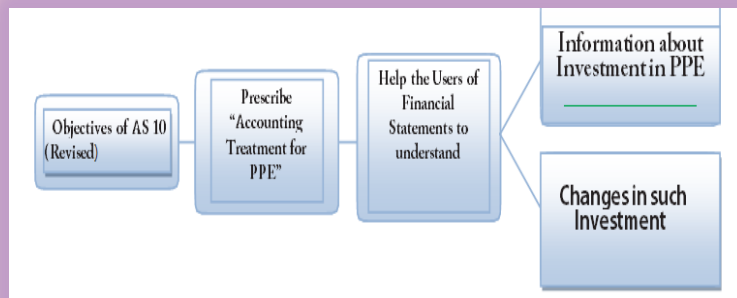 Objectives of AS 10
(Revised)
Prescribe
“Accounting
Treatment for
PPE”
Help the Users of
Financial
Statements to
understand
Information about
Investment in PPE
Changes in such
Investment